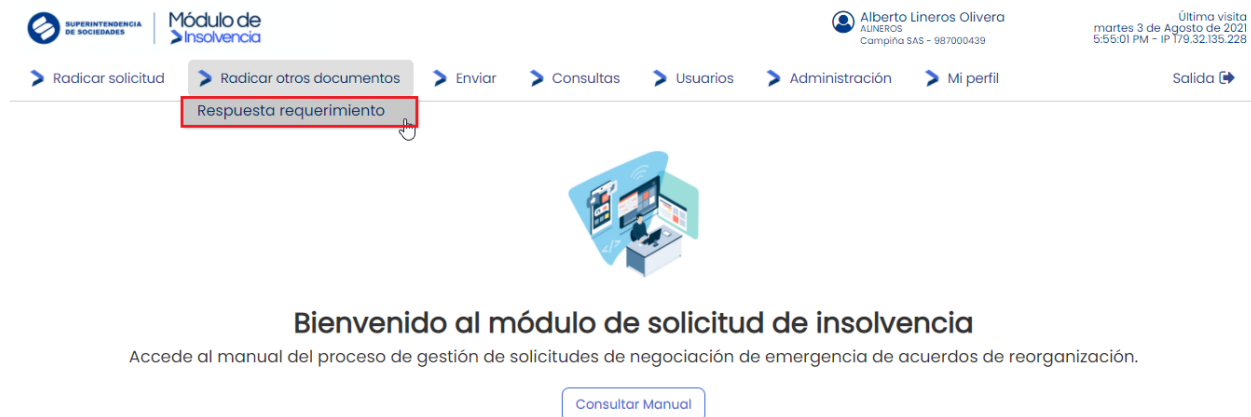 SUPERINTENDENCIA
DE SOCIEDADES
Módulo de
Insolvencia
Alberto Lineros Olivera
ALINEROS
Campiña SAS - 987000439
Última visita
martes 3 de Agosto de 2021
5:55:01 PM - IP 179.32.135.228
Radicar solicitud Radicar otros documentos Enviar Consultas Usuarios Administración Mi perfil Salida
Respuesta requerimiento
Bienvenido al módulo de solicitud de insolvencia
Accede al manual del proceso de gestión de solicitudes de negociación de emergencia de acuerdos de reorganización.
Consultar Manual